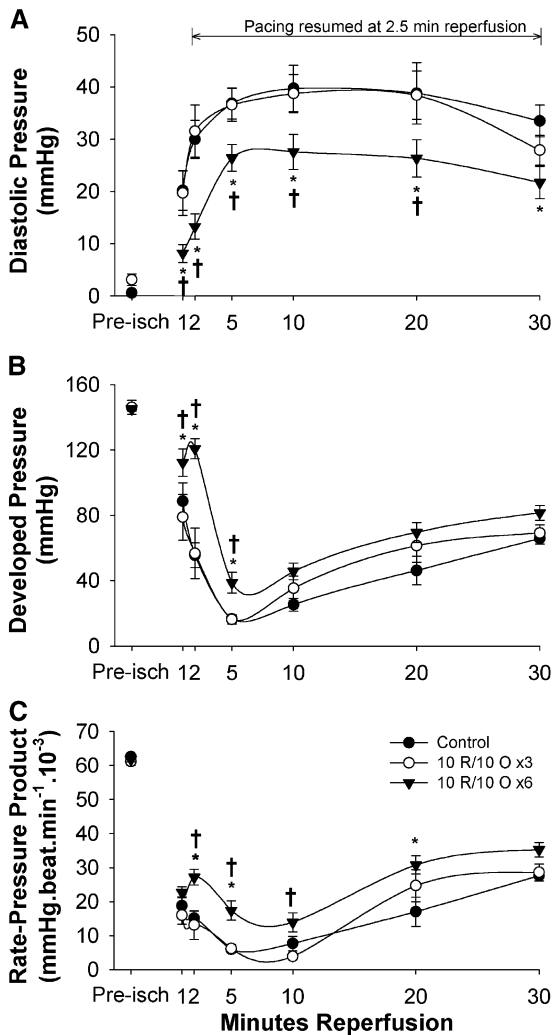 A
Pacing resumed at 2.5 min reperfusion
Diastolic Pressure
(mmHg)
50
40
30
20
10
0
* † * † * † * † * † *
Pre-isch 1 2 5 10 20 30
B
Developed Pressure
(mmHg)
160
120
80
40
0
† * † * † *
Pre-isch 1 2 5 10 20 30
C
Rate-Pressure Product
(mmHg.beat.min⁻¹.10⁻³)
70
60
50
40
30
20
10
0
Control
10 R/10 O x3
10 R/10 O x6
† * † * † *
Pre-isch 1 2 5 10 20 30
Minutes Reperfusion